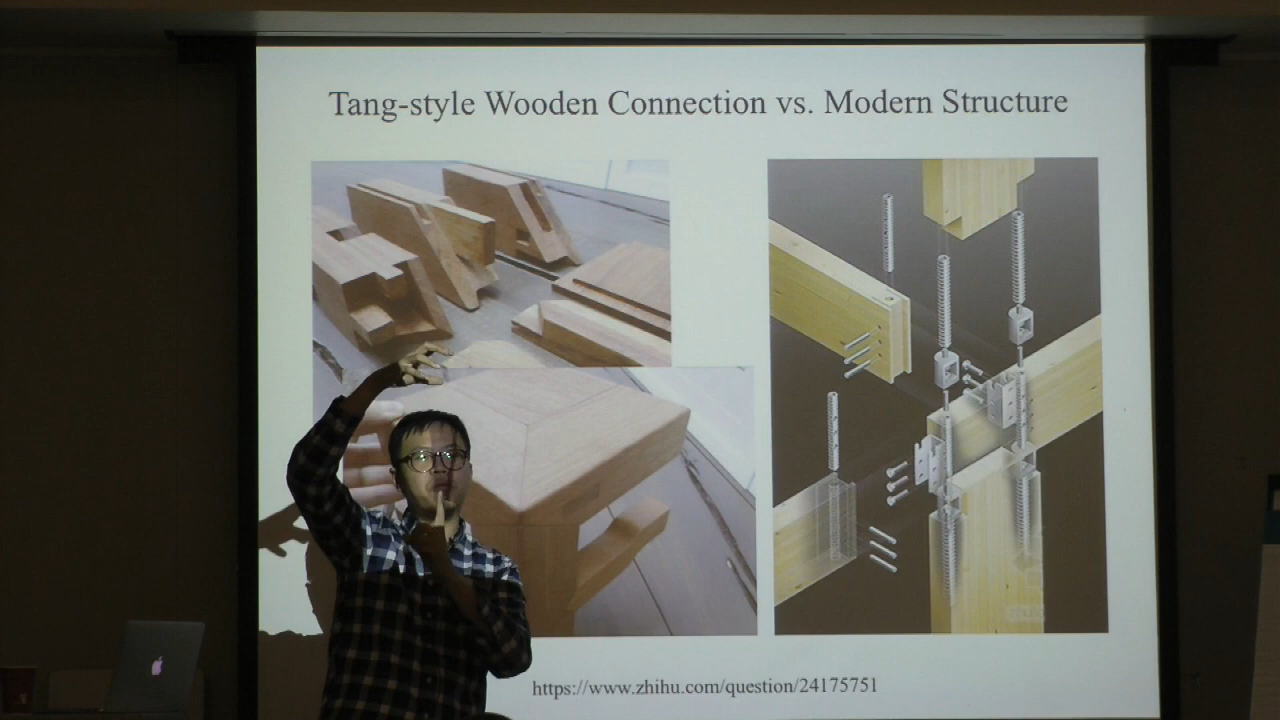 Tang-style Wooden Connection vs. Modern Structure
https://www.zhihu.com/question/24175751